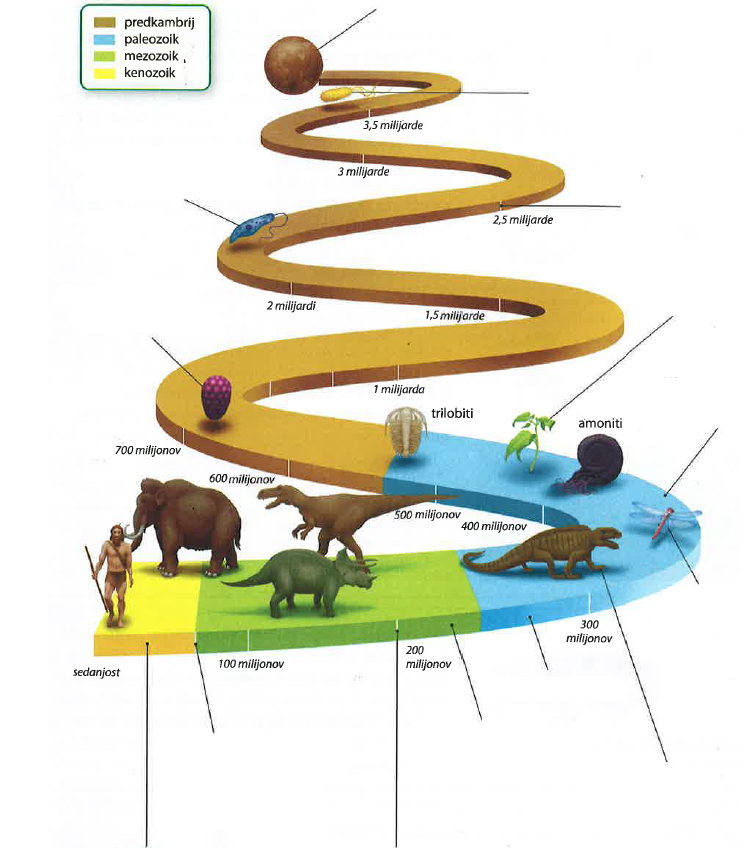 predkambrij
paleozoik
mezozoik
kenozoik
3,5 milijarde
3 milijarde
2,5 milijarde
2 milijardi
1,5 milijarde
1 milijarda
trilobiti
amoniti
700 milijonov
600 milijonov
500 milijonov
400 milijonov
300
milijonov
200
milijonov
100 milijonov
sedanjost